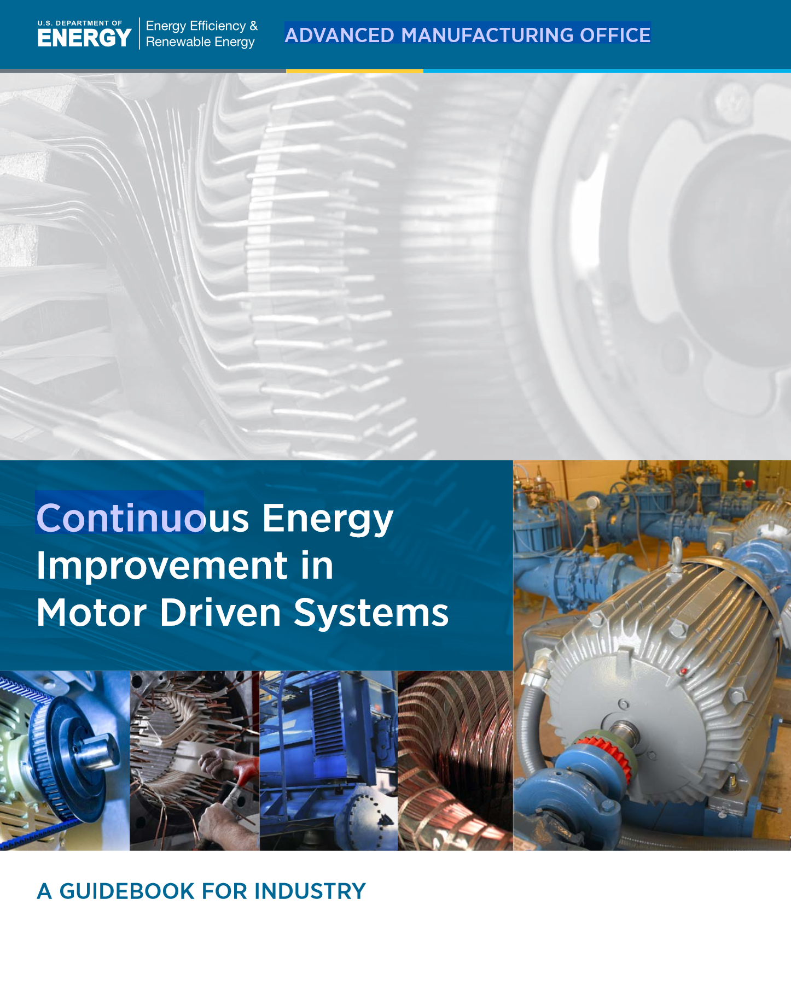 U.S. DEPARTMENT OF
ENERGY
Energy Efficiency &
Renewable Energy
ADVANCED MANUFACTURING OFFICE
Continuous Energy
Improvement in
Motor Driven Systems
A GUIDEBOOK FOR INDUSTRY